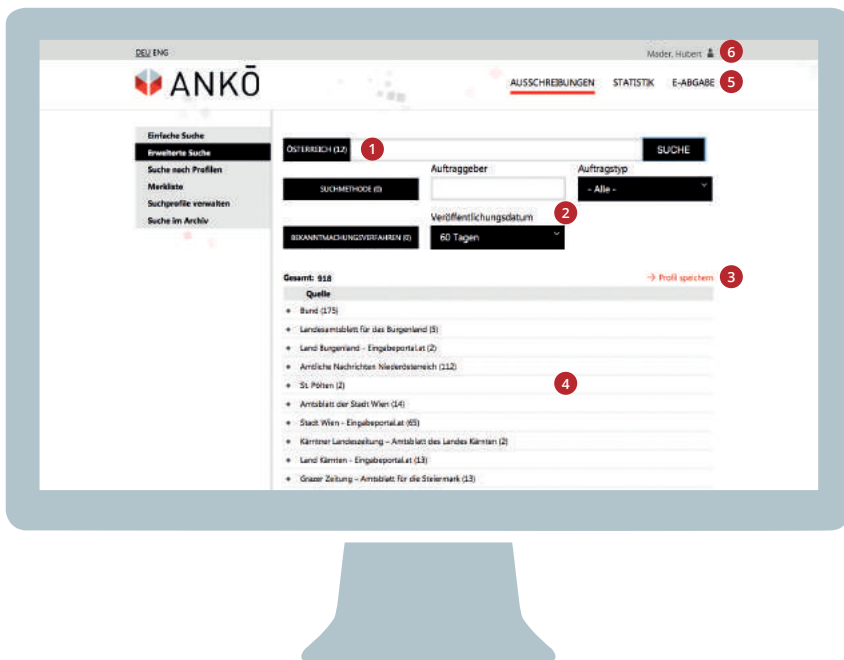 DEU ENG
Mader, Hubert 6
ANKÖ
AUSSCHREIBUNGEN STATISTIK E-ABGABE 5
Einfache Suche
Erweiterte Suche
Suche nach Profilen
Merkliste
Suchprofile verwalten
Suche im Archiv
ÖSTERREICH (12) 1 SUCHE
Auftraggeber Auftragstyp
SUCHMETHODE (0) - Alle -
Veröffentlichungsdatum 2
BEKANNTMACHUNGSVERFAHREN (0) 60 Tagen
Gesamt: 918 → Profil speichern 3
Quelle
+ Bund (175)
+ Landesamtsblatt für das Burgenland (5)
+ Land Burgenland - Eingabeportal.at (2)
+ Amtliche Nachrichten Niederösterreich (112)
+ St. Pölten (2) 4
+ Amtsblatt der Stadt Wien (14)
+ Stadt Wien - Eingabeportal.at (65)
+ Kärntner Landeszeitung – Amtsblatt des Landes Kärnten (2)
+ Land Kärnten - Eingabeportal.at (13)
+ Grazer Zeitung – Amtsblatt für die Steiermark (13)